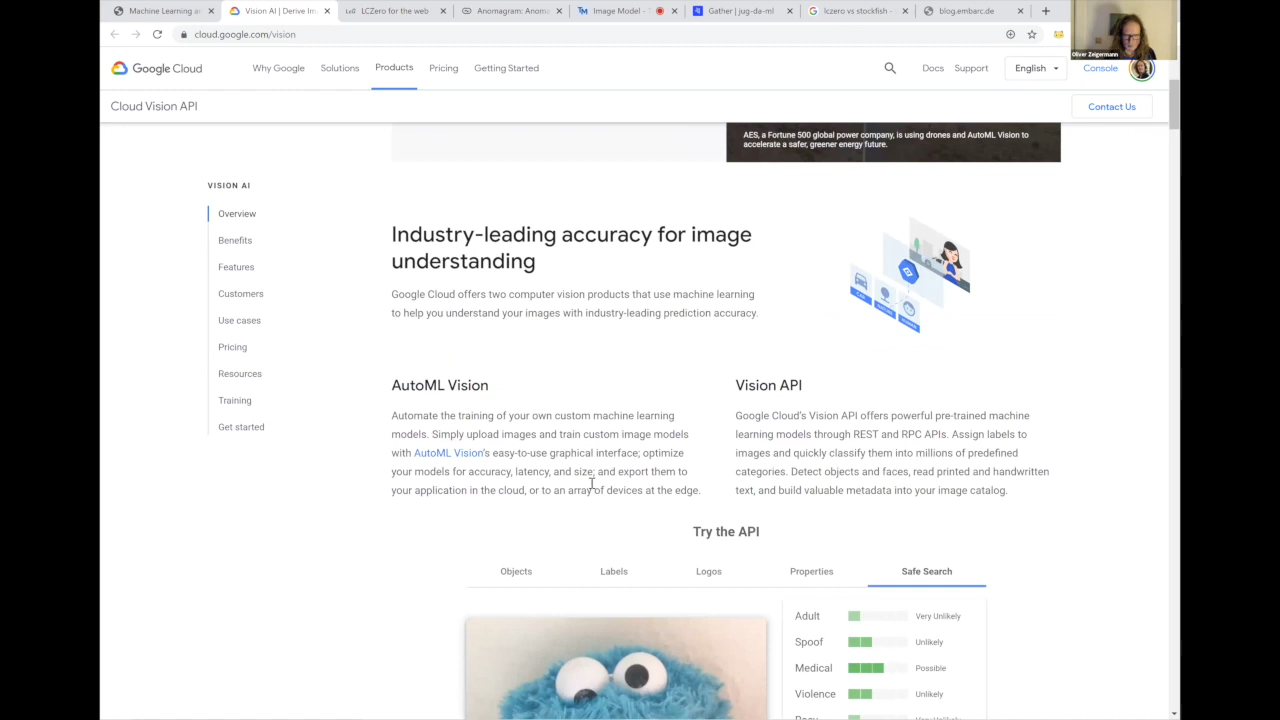 Machine Learning a
Vision AI | Derive Im
LCZero for the web
Anomagram: Anoma
Image Model -
Gather | jug-da-ml
lczero vs stockfish -
blog.embarc.de
cloud.google.com/vision
Oliver Zeigermann
Google Cloud
Why Google
Solutions
Products
Pricing
Getting Started
Docs
Support
English
Console
Cloud Vision API
Contact Us
AES, a Fortune 500 global power company, is using drones and AutoML Vision to
accelerate a safer, greener energy future.
VISION AI
Overview
Benefits
Features
Customers
Use cases
Pricing
Resources
Training
Get started
Industry-leading accuracy for image
understanding
Google Cloud offers two computer vision products that use machine learning
to help you understand your images with industry-leading prediction accuracy.
AutoML Vision
Automate the training of your own custom machine learning
models. Simply upload images and train custom image models
with AutoML Vision's easy-to-use graphical interface; optimize
your models for accuracy, latency, and size; and export them to
your application in the cloud, or to an array of devices at the edge.
Vision API
Google Cloud's Vision API offers powerful pre-trained machine
learning models through REST and RPC APIs. Assign labels to
images and quickly classify them into millions of predefined
categories. Detect objects and faces, read printed and handwritten
text, and build valuable metadata into your image catalog.
Try the API
Objects
Labels
Logos
Properties
Safe Search
Adult
Very Unlikely
Spoof
Unlikely
Medical
Possible
Violence
Unlikely